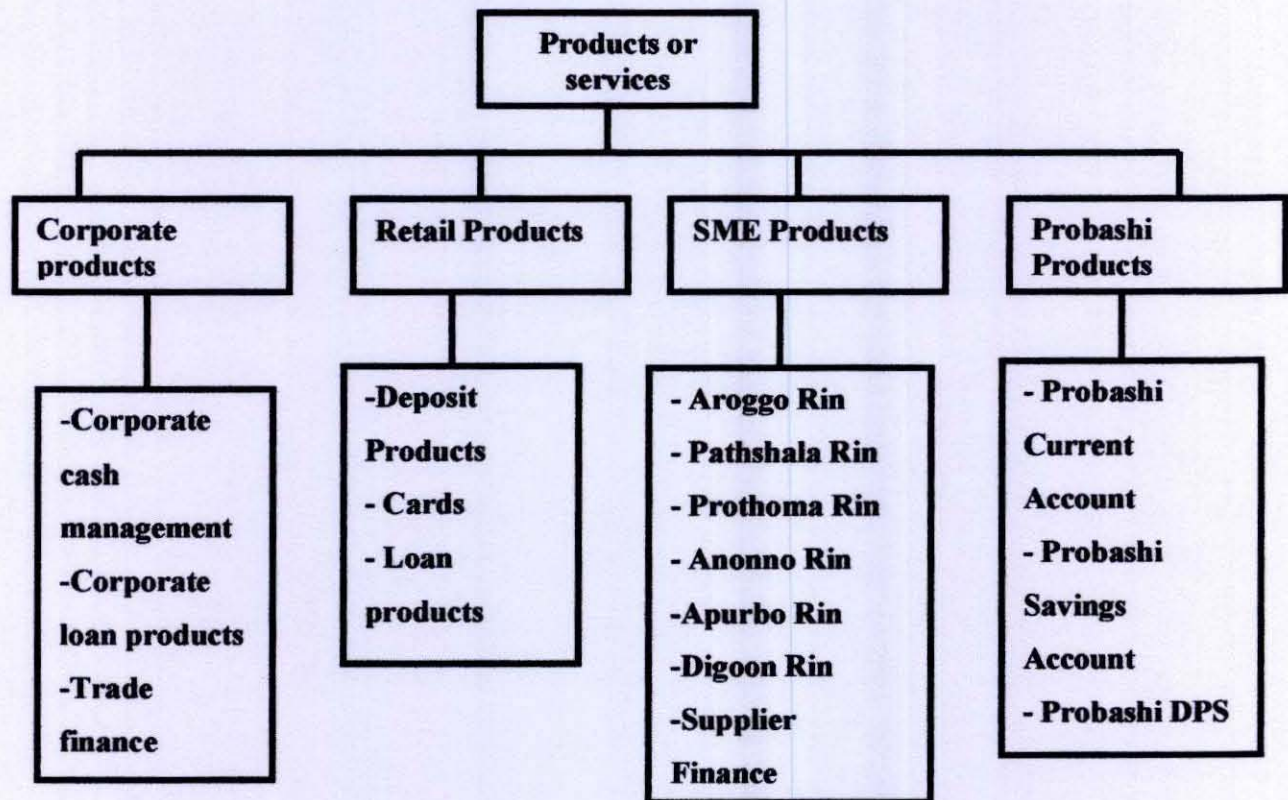 Products or
services
Corporate
products
Retail Products
SME Products
Probashi
Products
-Corporate
cash
management
-Corporate
loan products
-Trade
finance
-Deposit
Products
- Cards
- Loan
products
- Aroggo Rin
- Pathshala Rin
- Prothoma Rin
- Anonno Rin
-Apurbo Rin
-Digoon Rin
-Supplier
Finance
- Probashi
Current
Account
- Probashi
Savings
Account
- Probashi DPS